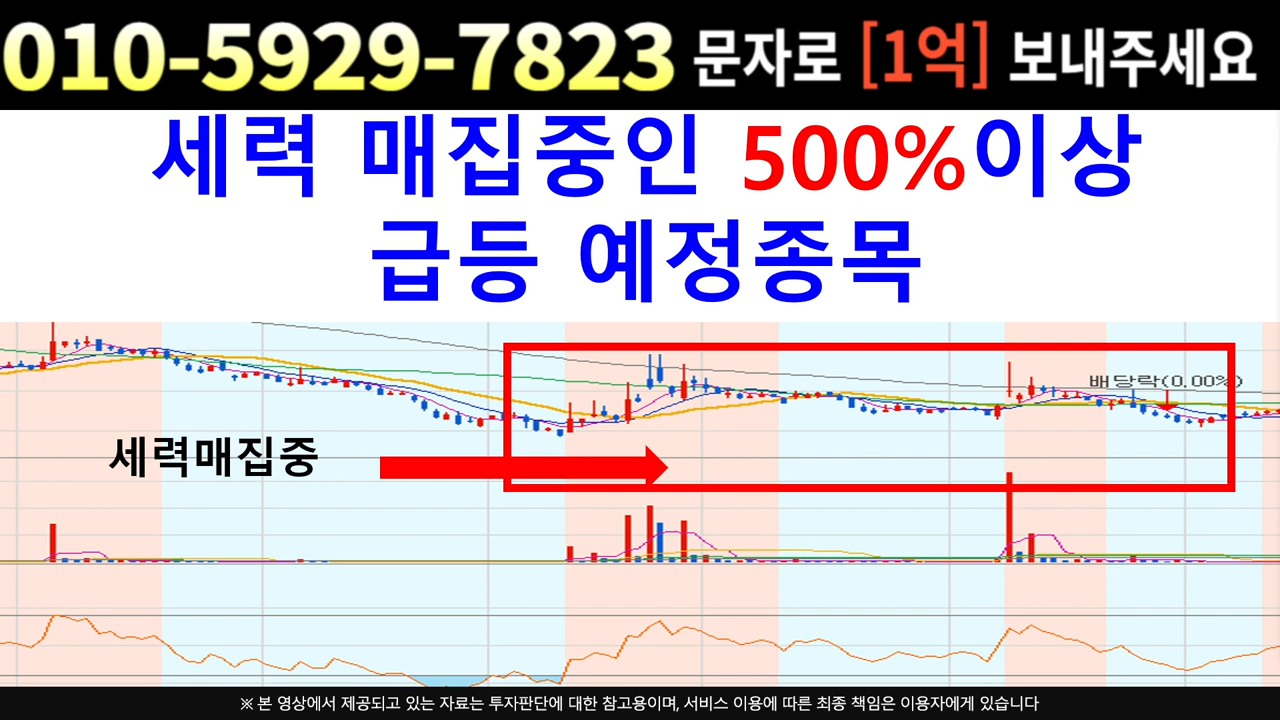 010-5929-7823 문자로 [1억] 보내주세요
세력 매집중인 500%이상
급등 예정종목
배당락(0.00%)
세력매집중
※ 본 영상에서 제공되고 있는 자료는 투자판단에 대한 참고용이며, 서비스 이용에 따른 최종 책임은 이용자에게 있습니다